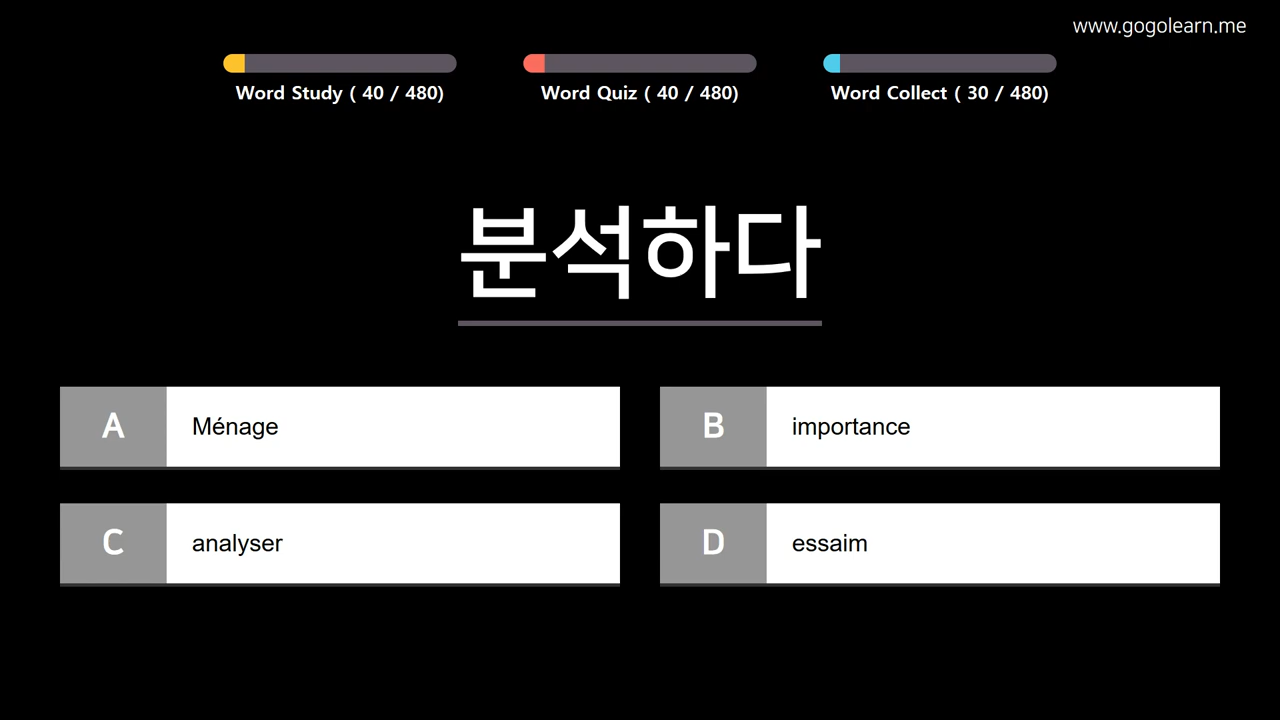 www.gogolearn.me
Word Study ( 40 / 480)
Word Quiz ( 40 / 480)
Word Collect ( 30 / 480)
분석하다
A Ménage
B importance
C analyser
D essaim